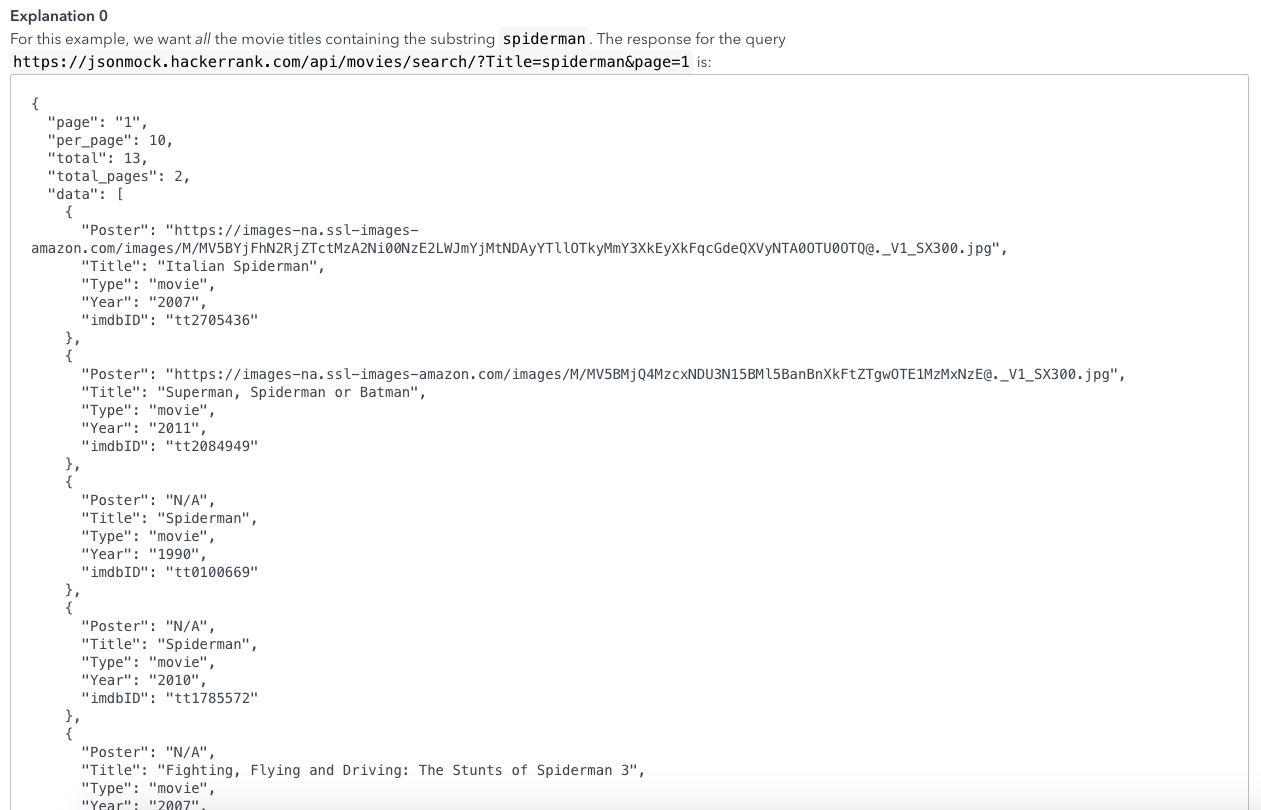 Explanation 0
For this example, we want all the movie titles containing the substring spiderman. The response for the query
https://jsonmock.hackerrank.com/api/movies/search/?Title=spiderman&page=1 is:
{
  "page": "1",
  "per_page": 10,
  "total": 13,
  "total_pages": 2,
  "data": [
    {
      "Poster": "https://images-na.ssl-images-
amazon.com/images/M/MV5BYjFhN2RjZTctMzA2Ni00NzE2LWJmYjMtNDAyYTllOTkyMmY3XkEyXkFqcGdeQXVyNTA0OTU0OTQ@._V1_SX300.jpg",
      "Title": "Italian Spiderman",
      "Type": "movie",
      "Year": "2007",
      "imdbID": "tt2705436"
    },
    {
      "Poster": "https://images-na.ssl-images-amazon.com/images/M/MV5BMjQ4MzcxNDU3N15BMl5BanBnXkFtZTgwOTE1MzMxNzE@._V1_SX300.jpg",
      "Title": "Superman, Spiderman or Batman",
      "Type": "movie",
      "Year": "2011",
      "imdbID": "tt2084949"
    },
    {
      "Poster": "N/A",
      "Title": "Spiderman",
      "Type": "movie",
      "Year": "1990",
      "imdbID": "tt0100669"
    },
    {
      "Poster": "N/A",
      "Title": "Spiderman",
      "Type": "movie",
      "Year": "2010",
      "imdbID": "tt1785572"
    },
    {
      "Poster": "N/A",
      "Title": "Fighting, Flying and Driving: The Stunts of Spiderman 3",
      "Type": "movie",
      "Year": "2007",